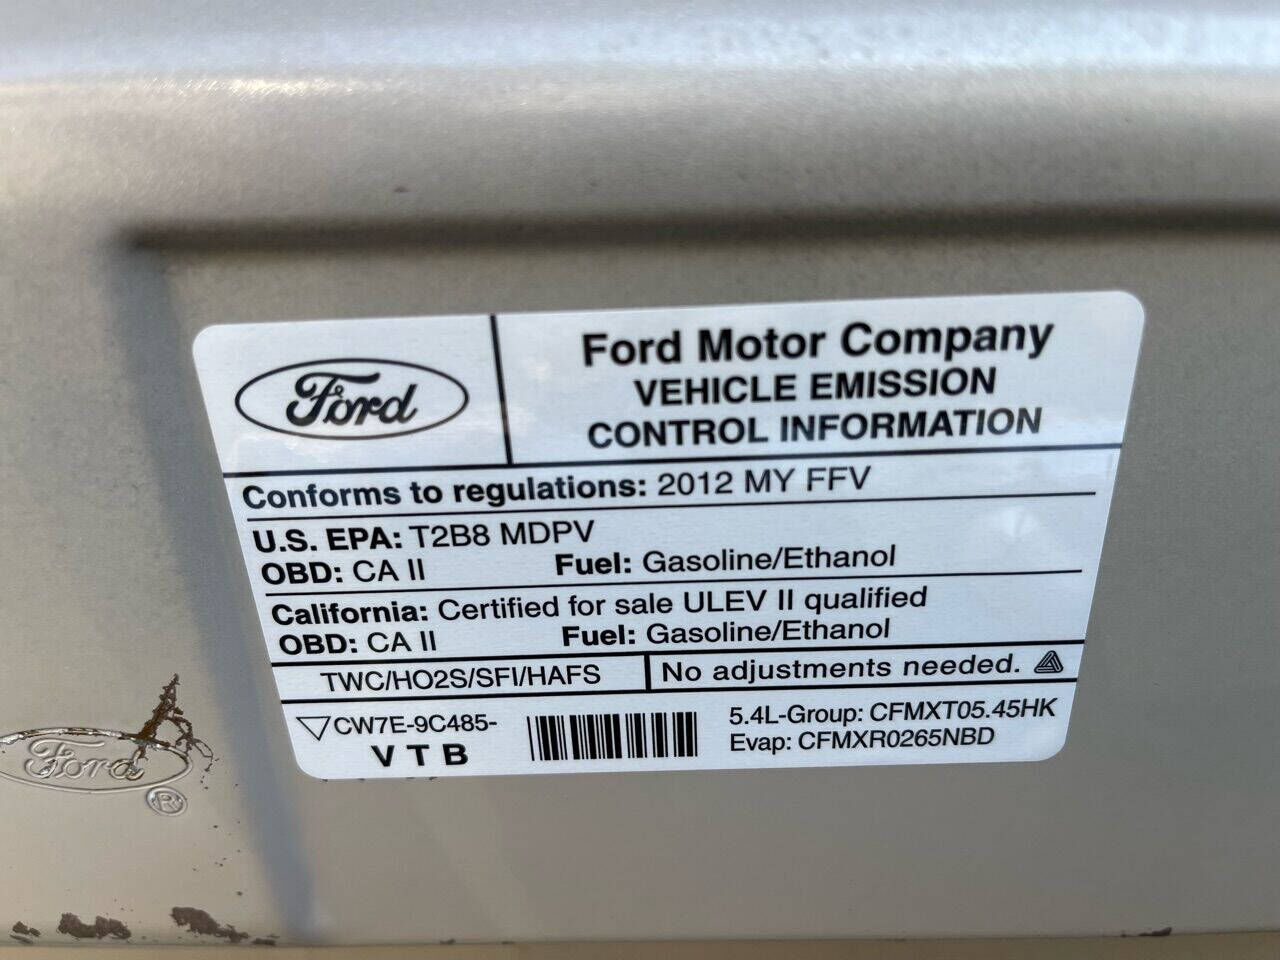 Ford
Ford Motor Company
VEHICLE EMISSION
CONTROL INFORMATION
Conforms to regulations: 2012 MY FFV
U.S. EPA: T2B8 MDPV
OBD: CA II Fuel: Gasoline/Ethanol
California: Certified for sale ULEV II qualified
OBD: CA II Fuel: Gasoline/Ethanol
TWC/HO2S/SFI/HAFS
No adjustments needed.
CW7E-9C485-
VTB
5.4L-Group: CFMXT05.45HK
Evap: CFMXR0265NBD
Ford
®